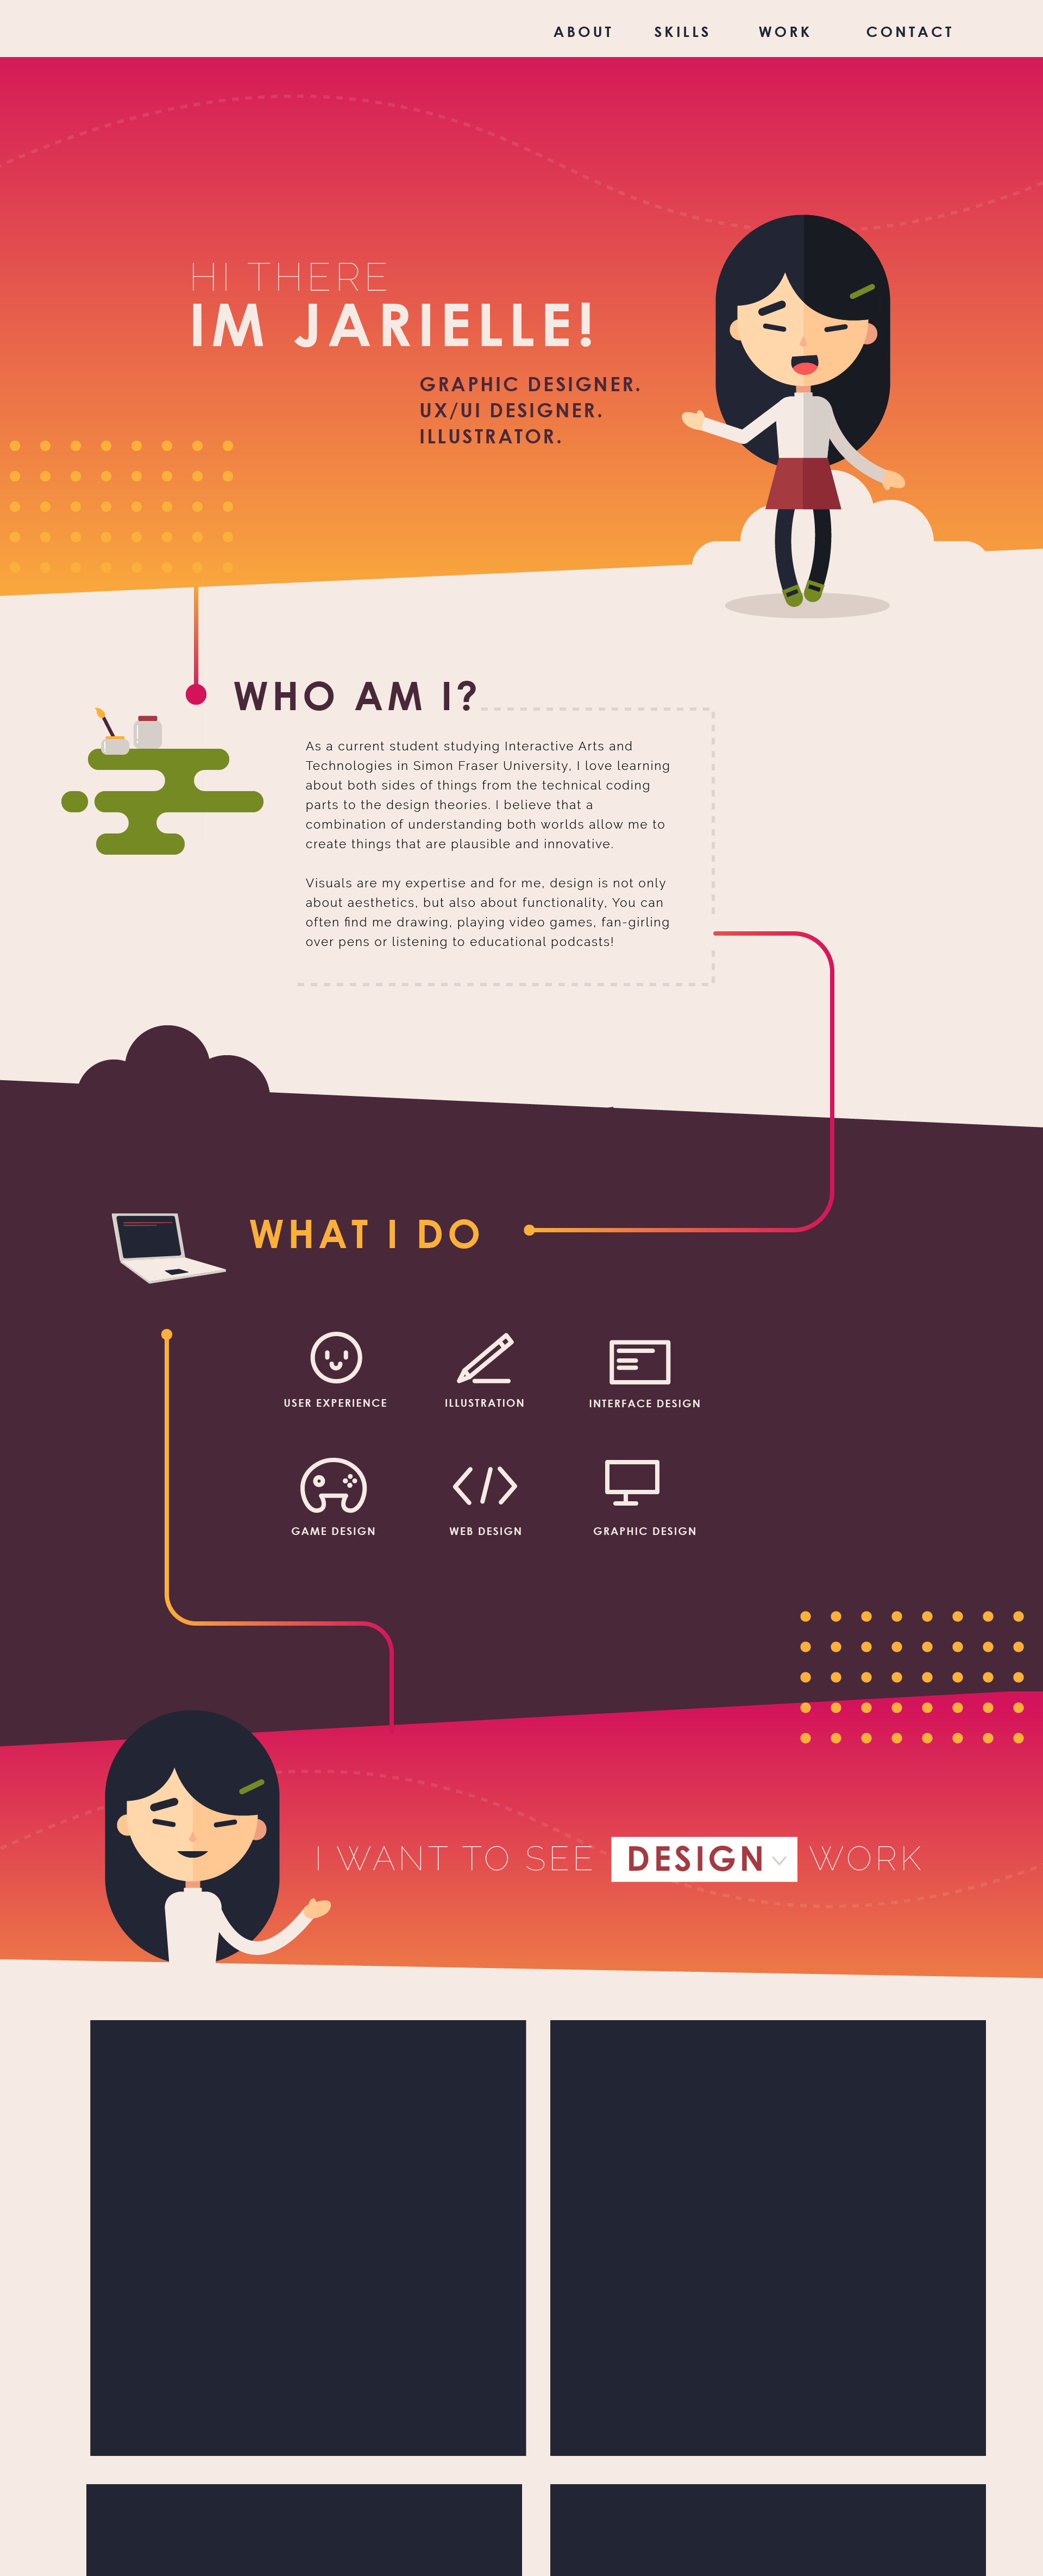 ABOUT SKILLS WORK CONTACT
HI THERE
IM JARIELLE!
GRAPHIC DESIGNER.
UX/UI DESIGNER.
ILLUSTRATOR.
WHO AM I?
As a current student studying Interactive Arts and
Technologies in Simon Fraser University, I love learning
about both sides of things from the technical coding
parts to the design theories. I believe that a
combination of understanding both worlds allow me to
create things that are plausible and innovative.
Visuals are my expertise and for me, design is not only
about aesthetics, but also about functionality, You can
often find me drawing, playing video games, fan-girling
over pens or listening to educational podcasts!
WHAT I DO
USER EXPERIENCE
ILLUSTRATION
INTERFACE DESIGN
GAME DESIGN
WEB DESIGN
GRAPHIC DESIGN
I WANT TO SEE DESIGN WORK